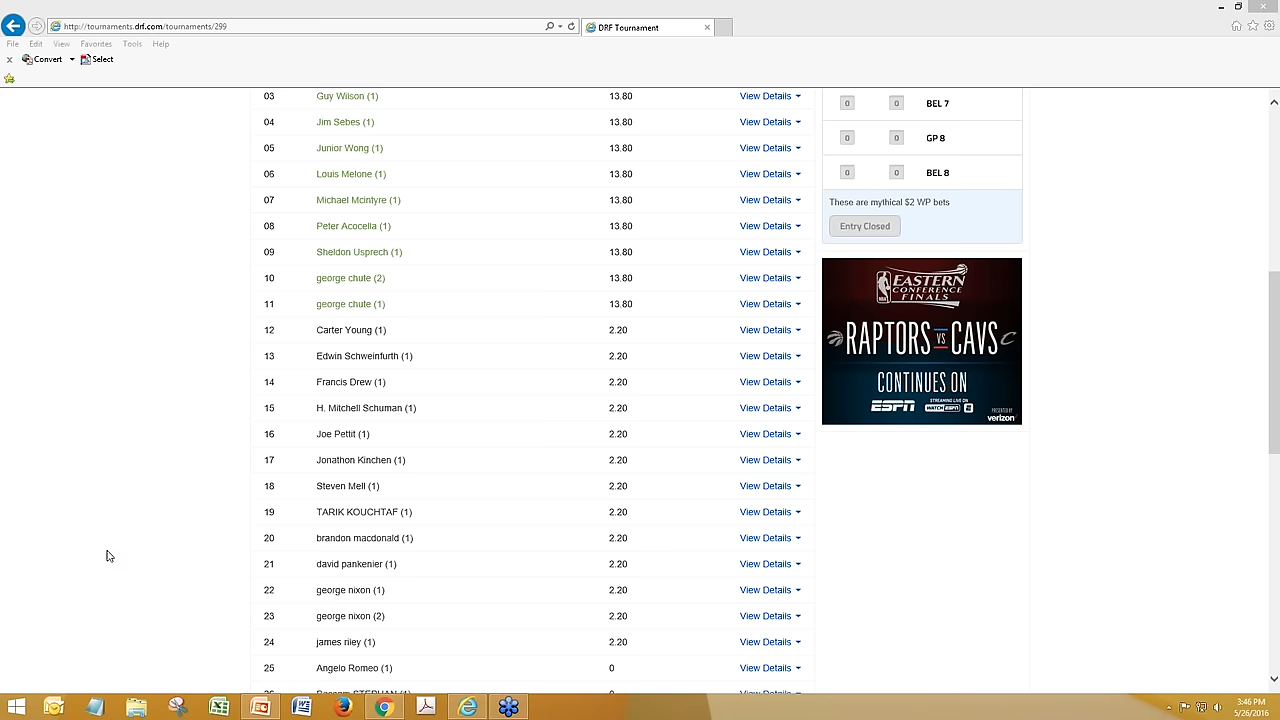 http://tournaments.drf.com/tournaments/299
DRF Tournament
File Edit View Favorites Tools Help
Convert Select
03 Guy Wilson (1) 13.80 View Details
04 Jim Sebes (1) 13.80 View Details
05 Junior Wong (1) 13.80 View Details
06 Louis Melone (1) 13.80 View Details
07 Michael Mcintyre (1) 13.80 View Details
08 Peter Acocella (1) 13.80 View Details
09 Sheldon Usprech (1) 13.80 View Details
10 george chute (2) 13.80 View Details
11 george chute (1) 13.80 View Details
12 Carter Young (1) 2.20 View Details
13 Edwin Schweinfurth (1) 2.20 View Details
14 Francis Drew (1) 2.20 View Details
15 H. Mitchell Schuman (1) 2.20 View Details
16 Joe Pettit (1) 2.20 View Details
17 Jonathon Kinchen (1) 2.20 View Details
18 Steven Mell (1) 2.20 View Details
19 TARIK KOUCHTAF (1) 2.20 View Details
20 brandon macdonald (1) 2.20 View Details
21 david pankenier (1) 2.20 View Details
22 george nixon (1) 2.20 View Details
23 george nixon (2) 2.20 View Details
24 james riley (1) 2.20 View Details
25 Angelo Romeo (1) 0 View Details
0 0 BEL 7
0 0 GP 8
0 0 BEL 8
These are mythical $2 WP bets
Entry Closed
NBA
EASTERN
CONFERENCE
FINALS
RAPTORS VS CAVS
CONTINUES ON
ESPN
STREAMING LIVE ON
WATCH ESPN
PRESENTED BY
verizon
3:46 PM
5/26/2016